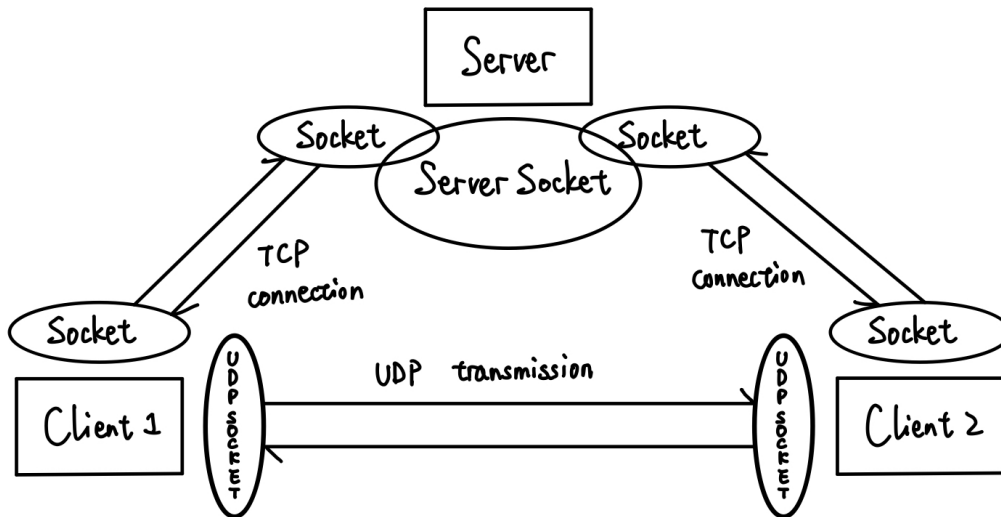 Server
Socket
Socket
Server Socket
TCP
connection
TCP
connection
Socket
Socket
UDP SOCKET
UDP transmission
UDP SOCKET
Client 1
Client 2